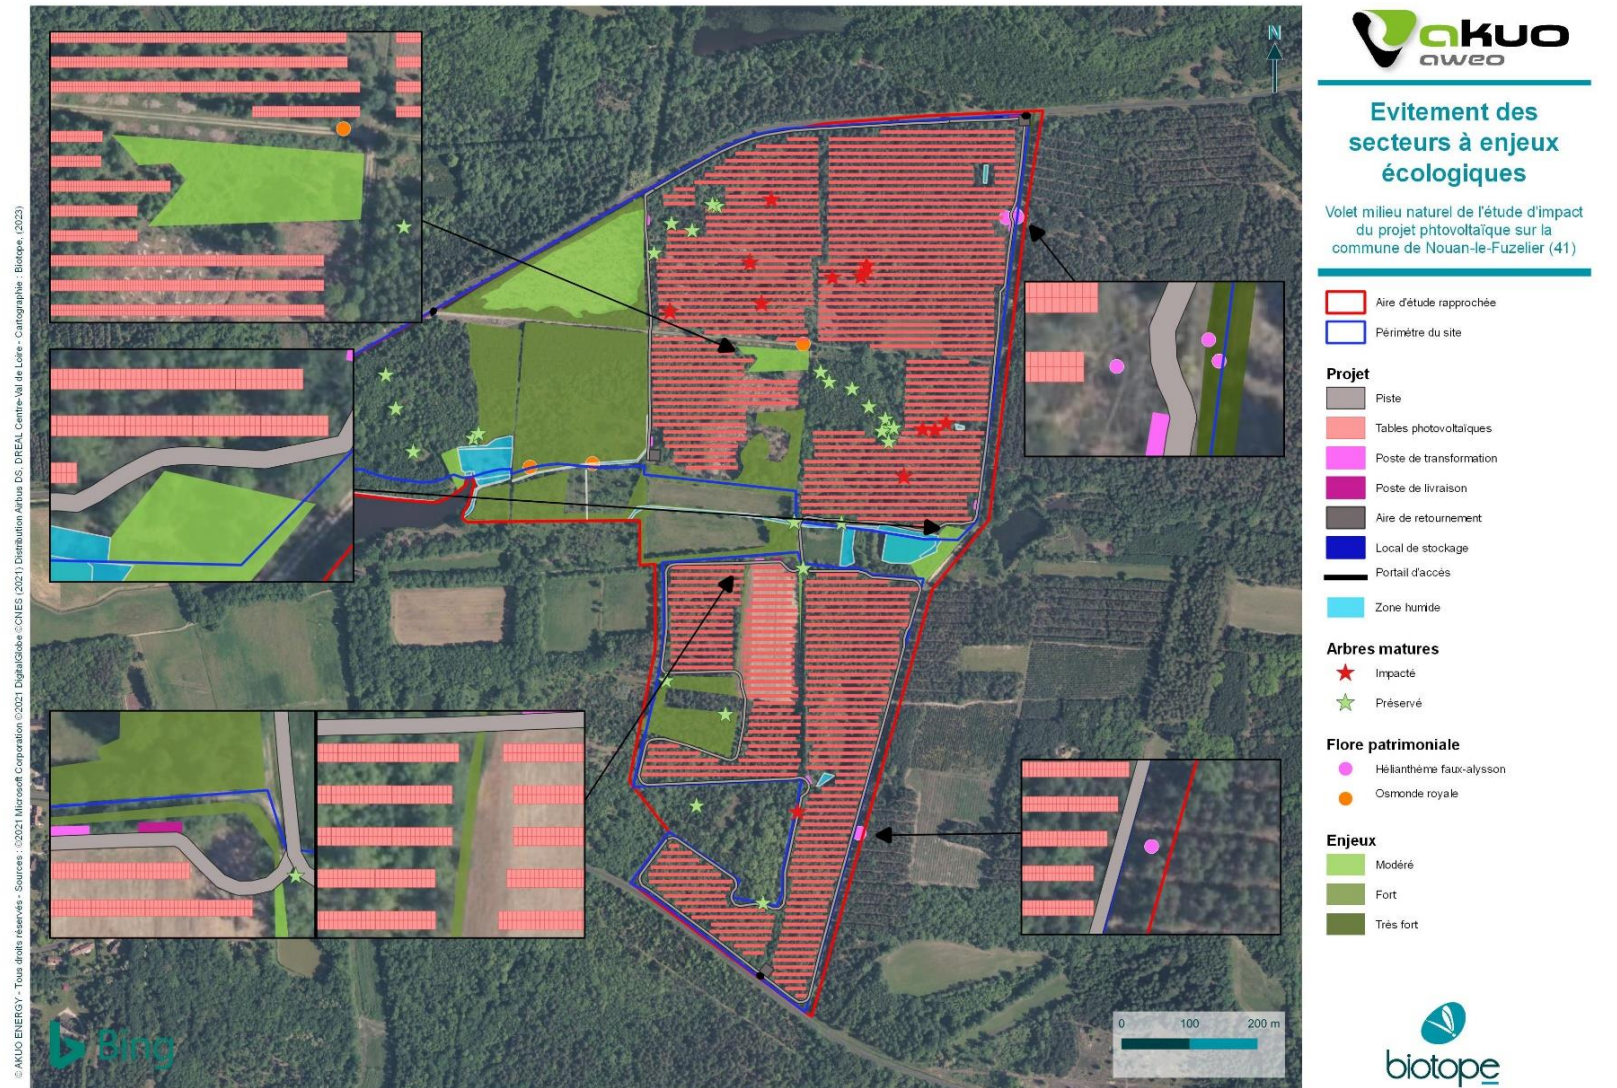 akuo
aweo
Evitement des
secteurs à enjeux
écologiques
Volet milieu naturel de l'étude d'impact
du projet phtovoltaïque sur la
commune de Nouan-le-Fuzelier (41)
Aire d'étude rapprochée
Périmètre du site
Projet
Piste
Tables photovoltaïques
Poste de transformation
Poste de livraison
Aire de retournement
Local de stockage
Portail d'accès
Zone humide
Arbres matures
Impacté
Préservé
Flore patrimoniale
Hélianthème faux-alysson
Osmonde royale
Enjeux
Modéré
Fort
Très fort
biotope
N
0 100 200 m
Bing
© AKUO ENERGY - Tous droits réservés - Sources : ©2021 Microsoft Corporation ©2021 DigitalGlobe ©CNES (2021) Distribution Airbus DS, DREAL Centre-Val de Loire - Cartographie : Biotope, (2023)